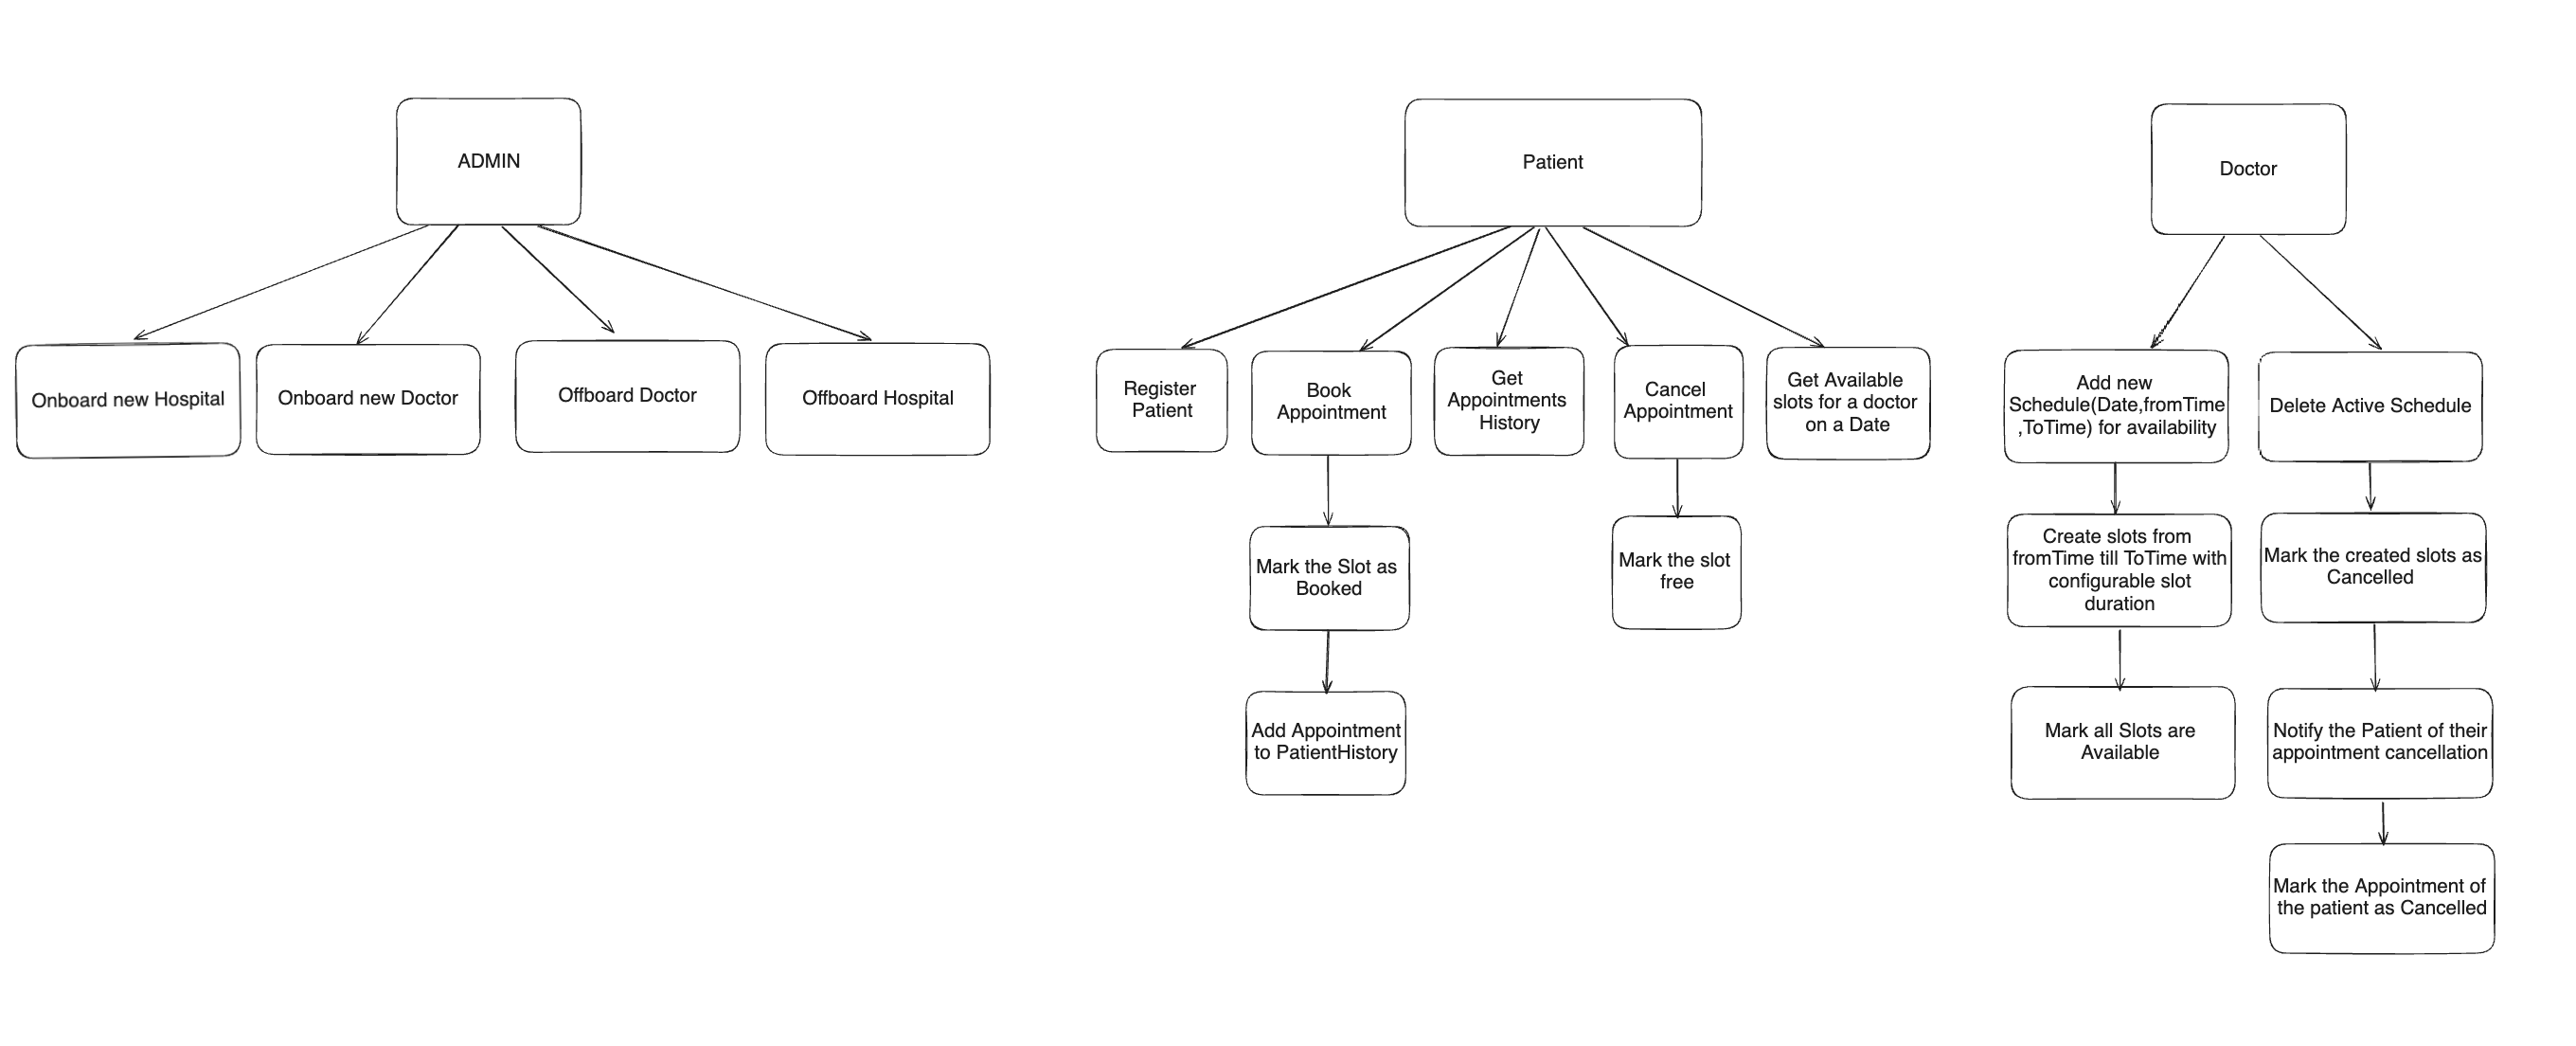 ADMIN
Patient
Doctor
Onboard new Hospital
Onboard new Doctor
Offboard Doctor
Offboard Hospital
Register
Patient
Book
Appointment
Get
Appointments
History
Cancel
Appointment
Get Available
slots for a doctor
on a Date
Add new
Schedule(Date,fromTime
,ToTime) for availability
Delete Active Schedule
Mark the Slot as
Booked
Mark the slot
free
Create slots from
fromTime till ToTime with
configurable slot
duration
Mark the created slots as
Cancelled
Add Appointment
to PatientHistory
Mark all Slots are
Available
Notify the Patient of their
appointment cancellation
Mark the Appointment of
the patient as Cancelled